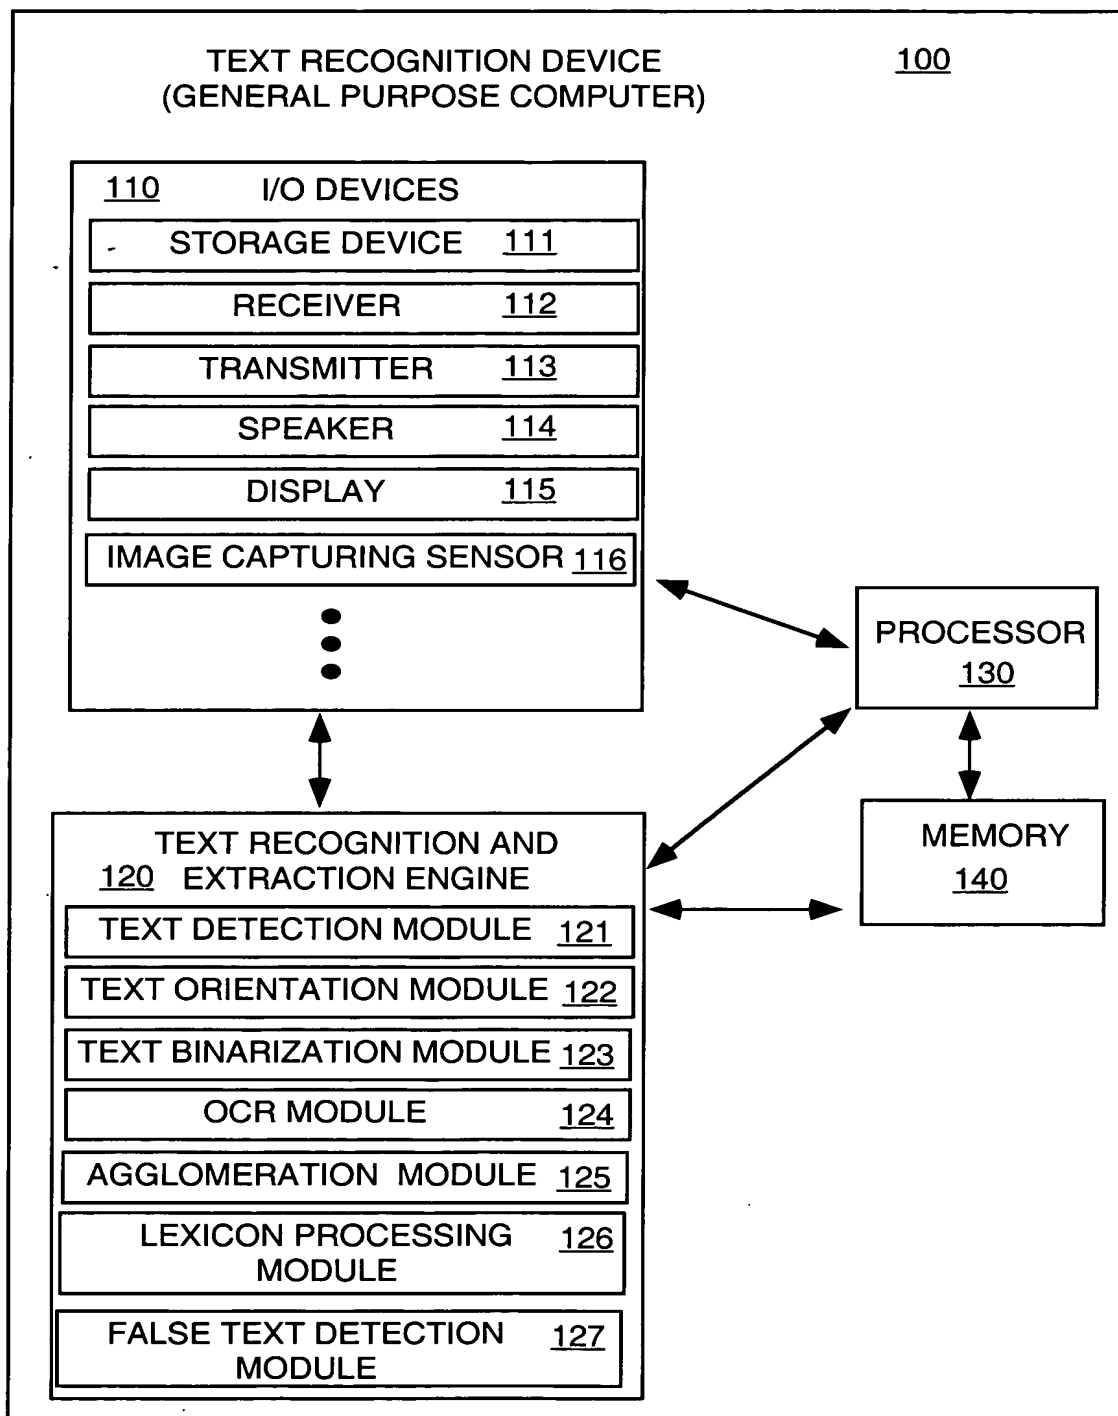 TEXT RECOGNITION DEVICE 100
(GENERAL PURPOSE COMPUTER)
110 I/O DEVICES
STORAGE DEVICE 111
RECEIVER 112
TRANSMITTER 113
SPEAKER 114
DISPLAY 115
IMAGE CAPTURING SENSOR 116
PROCESSOR
130
MEMORY
140
TEXT RECOGNITION AND
120 EXTRACTION ENGINE
TEXT DETECTION MODULE 121
TEXT ORIENTATION MODULE 122
TEXT BINARIZATION MODULE 123
OCR MODULE 124
AGGLOMERATION MODULE 125
LEXICON PROCESSING 126
MODULE
FALSE TEXT DETECTION 127
MODULE